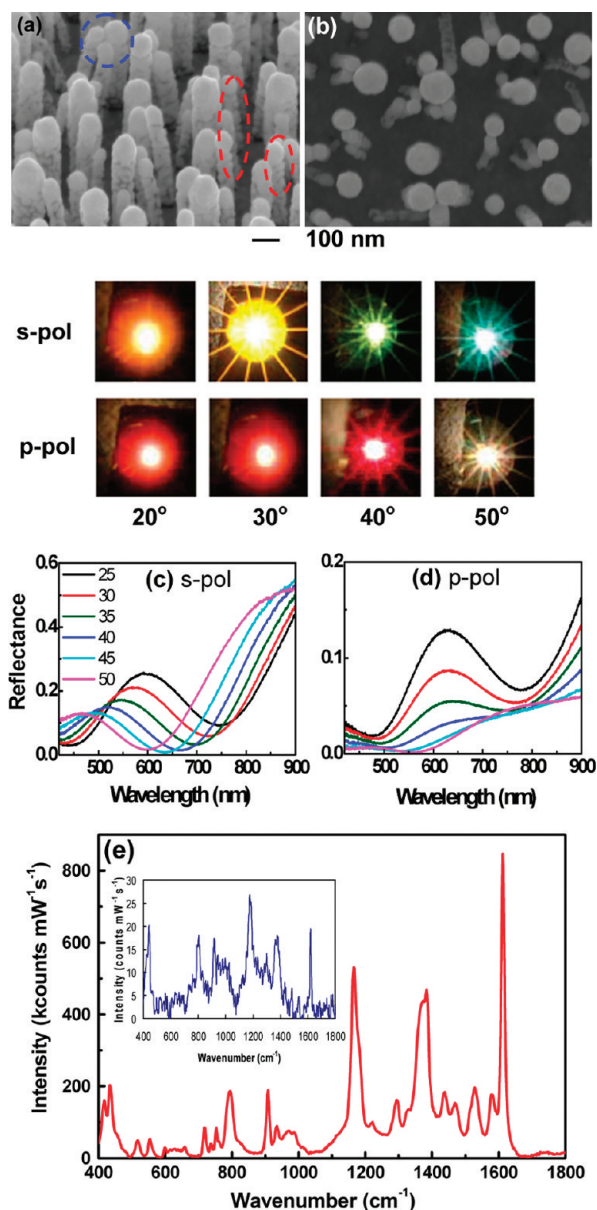 (a)
(b)
100 nm
s-pol
p-pol
20° 30° 40° 50°
(c) s-pol
0.6
0.4
0.2
0.0
25
30
35
40
45
50
Reflectance
500 600 700 800 900
Wavelength (nm)
(d) p-pol
0.2
0.1
0.0
500 600 700 800 900
Wavelength (nm)
(e)
800
600
400
200
0
Intensity (kcounts mW⁻¹s⁻¹)
30
25
20
15
10
5
0
Intensity (counts mW⁻¹s⁻¹)
400 600 800 1000 1200 1400 1600 1800
Wavenumber (cm⁻¹)
400 600 800 1000 1200 1400 1600 1800
Wavenumber (cm⁻¹)